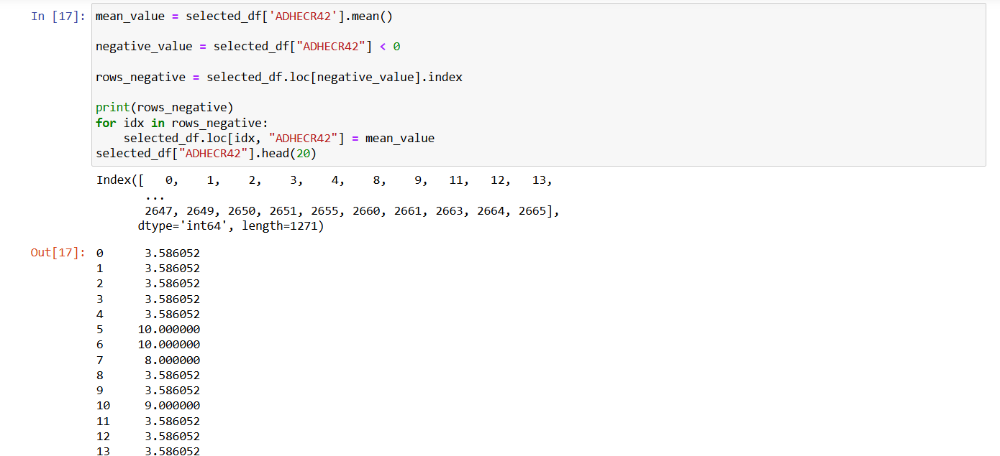 In [17]: mean_value = selected_df['ADHECR42'].mean()
negative_value = selected_df["ADHECR42"] < 0
rows_negative = selected_df.loc[negative_value].index
print(rows_negative)
for idx in rows_negative:
    selected_df.loc[idx, "ADHECR42"] = mean_value
selected_df["ADHECR42"].head(20)
Index([   0,    1,    2,    3,    4,    8,    9,   11,   12,   13,
       ...
       2647, 2649, 2650, 2651, 2655, 2660, 2661, 2663, 2664, 2665],
      dtype='int64', length=1271)
Out[17]: 0      3.586052
1      3.586052
2      3.586052
3      3.586052
4      3.586052
5     10.000000
6     10.000000
7      8.000000
8      3.586052
9      3.586052
10     9.000000
11     3.586052
12     3.586052
13     3.586052